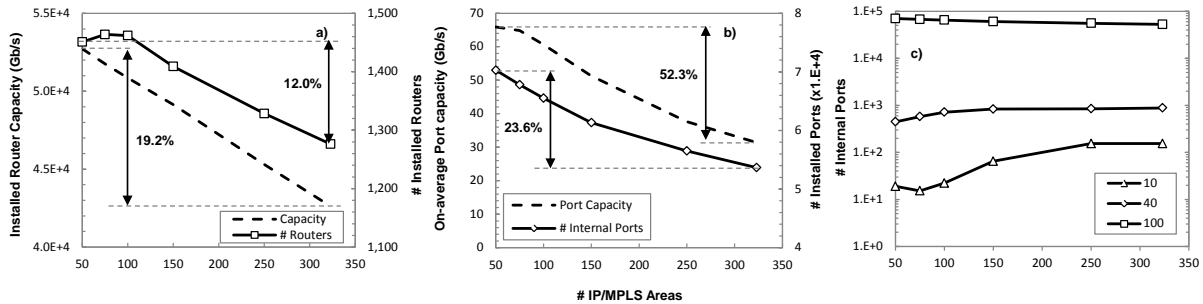 Installed Router Capacity (Gb/s)
5.5E+4
5.0E+4
4.5E+4
4.0E+4
50 100 150 200 250 300
1,500
1,400
1,300
1,200
1,100
# Installed Routers
a)
12.0%
19.2%
Capacity
# Routers
On-average Port capacity (Gb/s)
70
60
50
40
30
20
10
0
50 100 150 200 250 300
8
7
6
5
4
# Installed Ports (x1.E+4)
b)
52.3%
23.6%
Port Capacity
# Internal Ports
# IP/MPLS Areas
# Internal Ports
1.E+5
1.E+4
1.E+3
1.E+2
1.E+1
1.E+0
50 100 150 200 250 300
c)
10
40
100